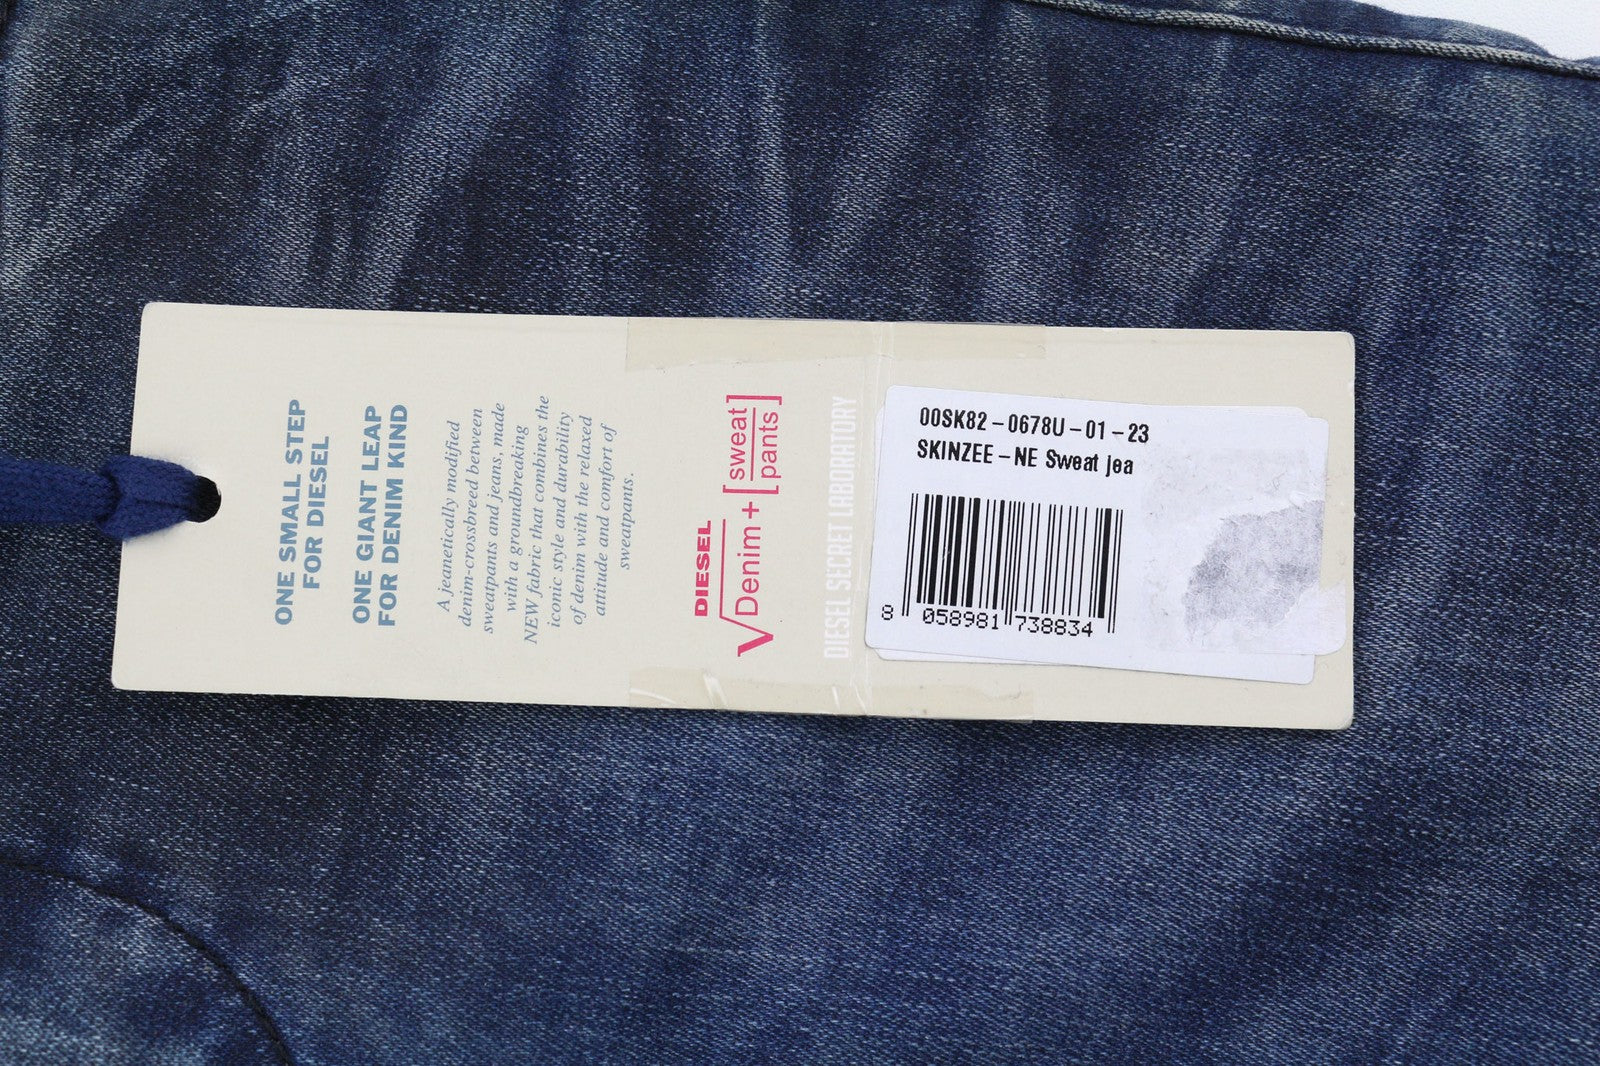 ONE SMALL STEP
FOR DIESEL
ONE GIANT LEAP
FOR DENIM KIND
A jeanetically modified
denim-crossbreed between
sweatpants and jeans, made
with a groundbreaking
NEW fabric that combines the
iconic style and durability
of denim with the relaxed
attitude and comfort of
sweatpants.
DIESEL
√Denim + [sweat
pants]
DIESEL SECRET LABORATORY
00SK82-0678U-01-23
SKINZEE-NE Sweat jea
8 058981 738834